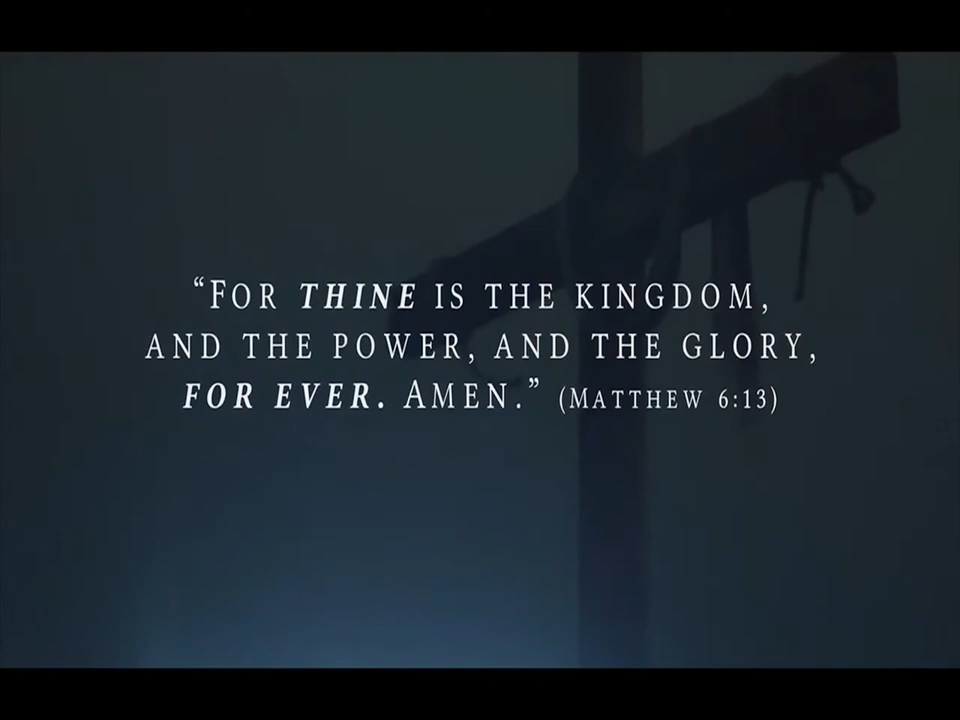 “For THINE is the kingdom,
and the power, and the glory,
FOR EVER. Amen.” (Matthew 6:13)